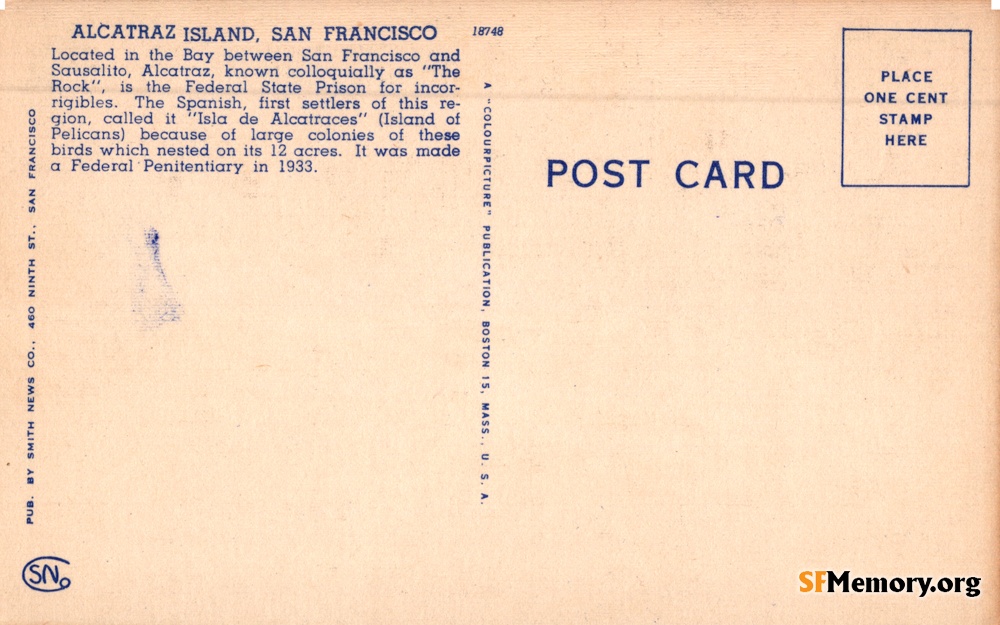 ALCATRAZ ISLAND, SAN FRANCISCO
18748
Located in the Bay between San Francisco and
Sausalito, Alcatraz, known colloquially as "The
Rock", is the Federal State Prison for incor-
rigibles. The Spanish, first settlers of this re-
gion, called it "Isla de Alcatraces" (Island of
Pelicans) because of large colonies of these
birds which nested on its 12 acres. It was made
a Federal Penitentiary in 1933.
PUB. BY SMITH NEWS CO., 460 NINTH ST., SAN FRANCISCO
A "COLOURPICTURE" PUBLICATION, BOSTON 15, MASS., U. S. A.
POST CARD
PLACE
ONE CENT
STAMP
HERE
SN
SFMemory.org